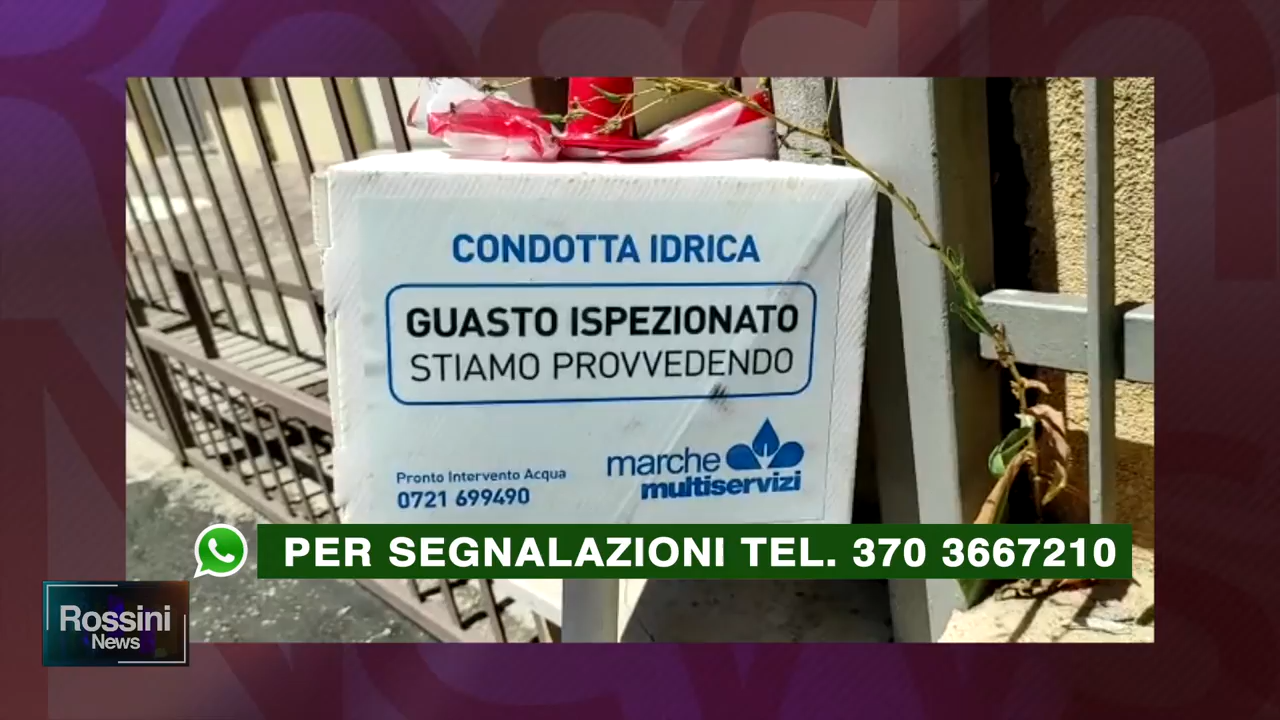 CONDOTTA IDRICA
GUASTO ISPEZIONATO
STIAMO PROVVEDENDO
Pronto Intervento Acqua
0721 699490
marche
multiservizi
PER SEGNALAZIONI TEL. 370 3667210
Rossini
News